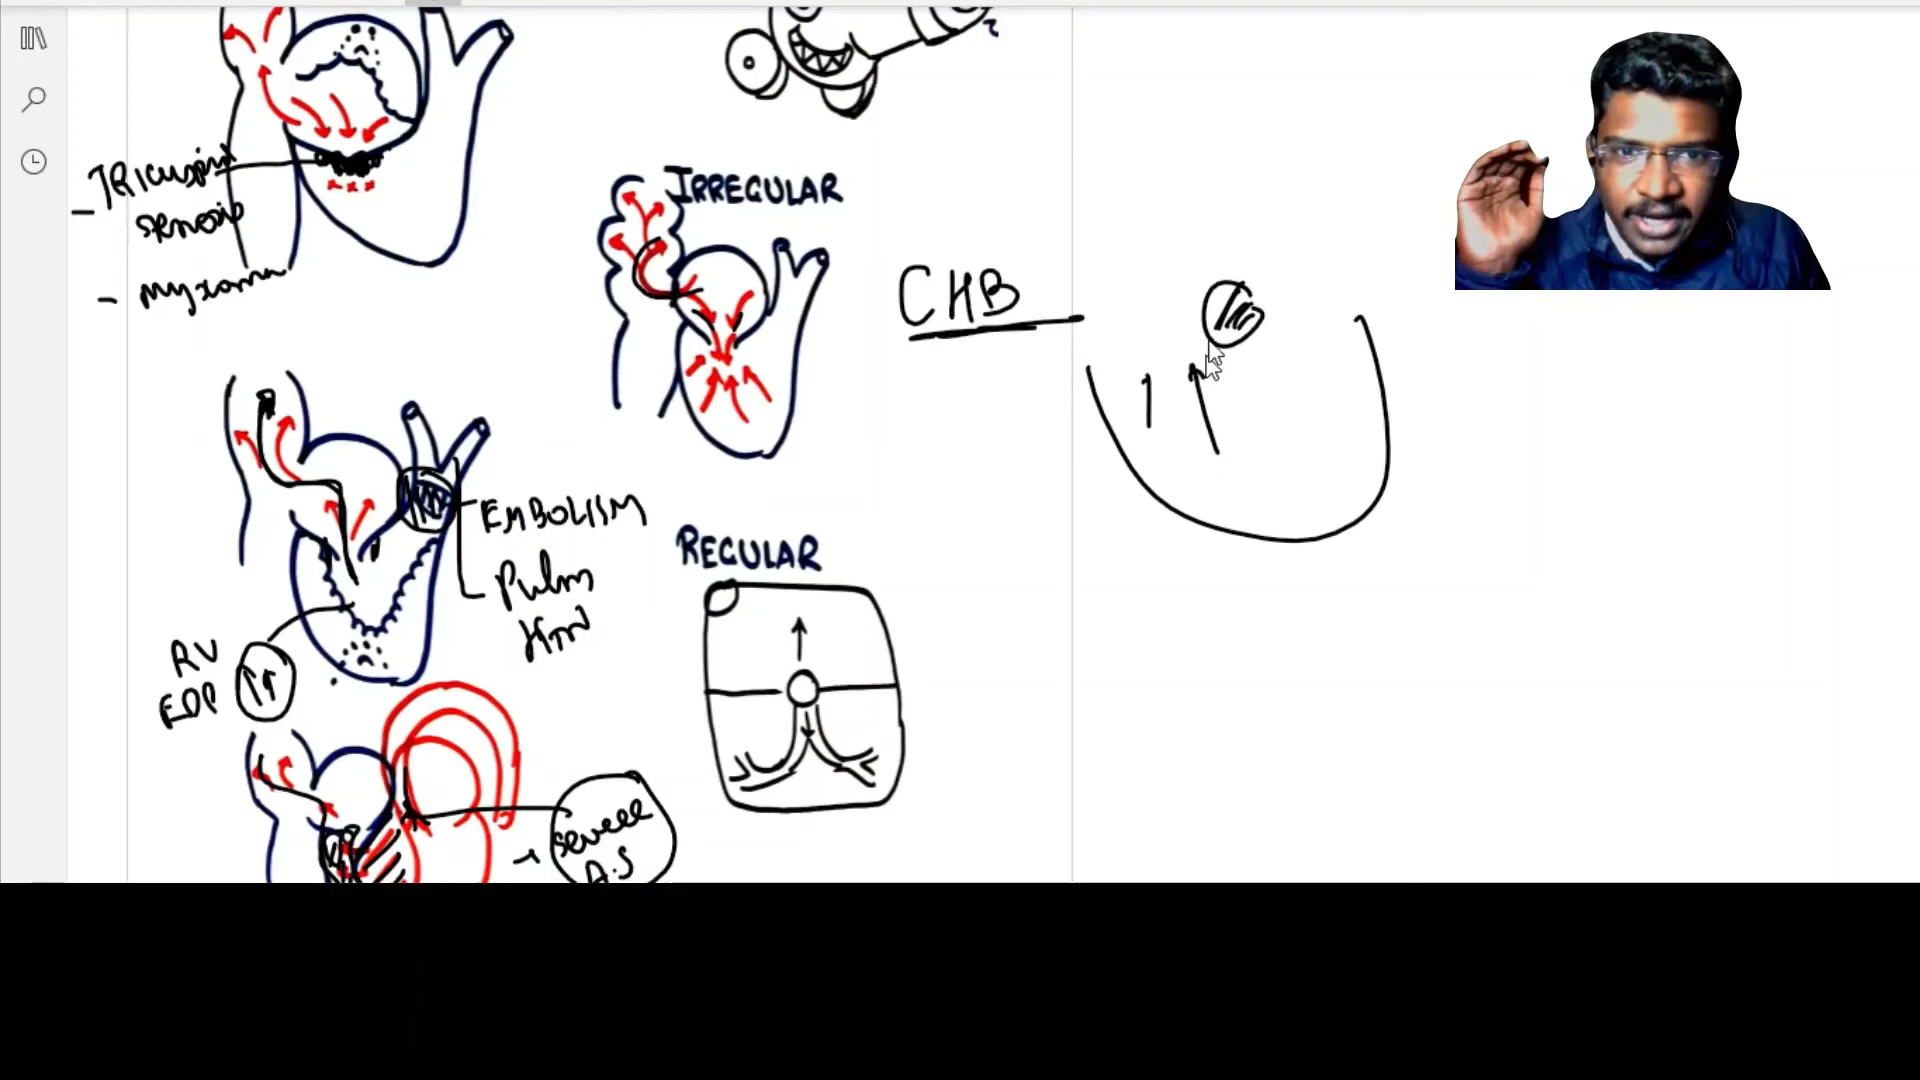 TRicuspid
- stenosis
- myxoma
IRREGULAR
CHB
EMBOLISM
Pulm
HTN
REGULAR
RV
EDP
severe
A.S